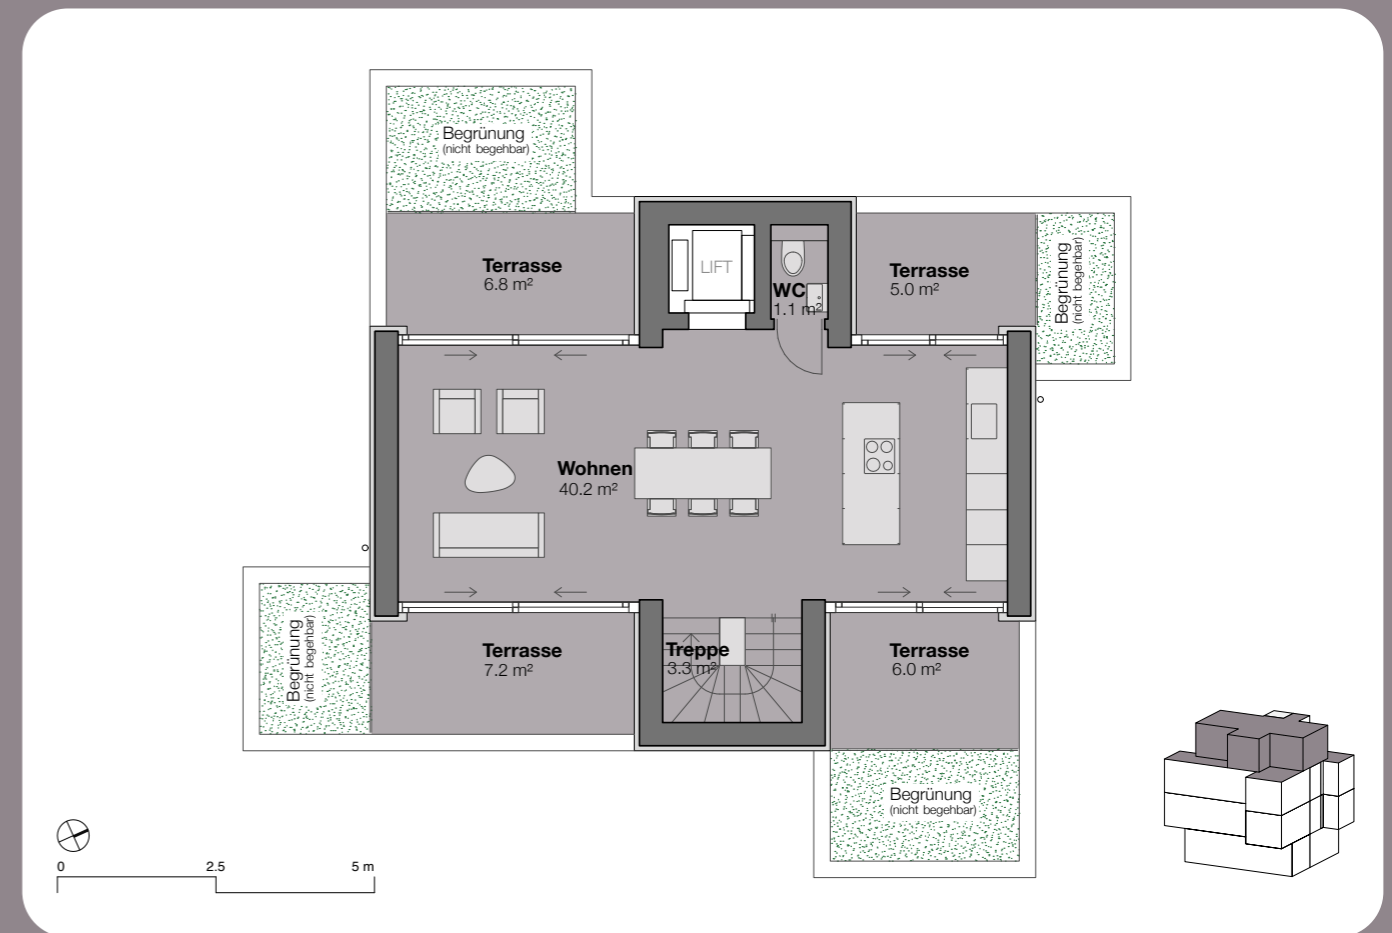 Begrünung
(nicht begehbar)
Terrasse
6.8 m²
LIFT
WC
1.1 m²
Terrasse
5.0 m²
Begrünung
(nicht begehbar)
Wohnen
40.2 m²
Begrünung
(nicht begehbar)
Terrasse
7.2 m²
Treppe
3.3 m²
Terrasse
6.0 m²
Begrünung
(nicht begehbar)
0 2.5 5 m